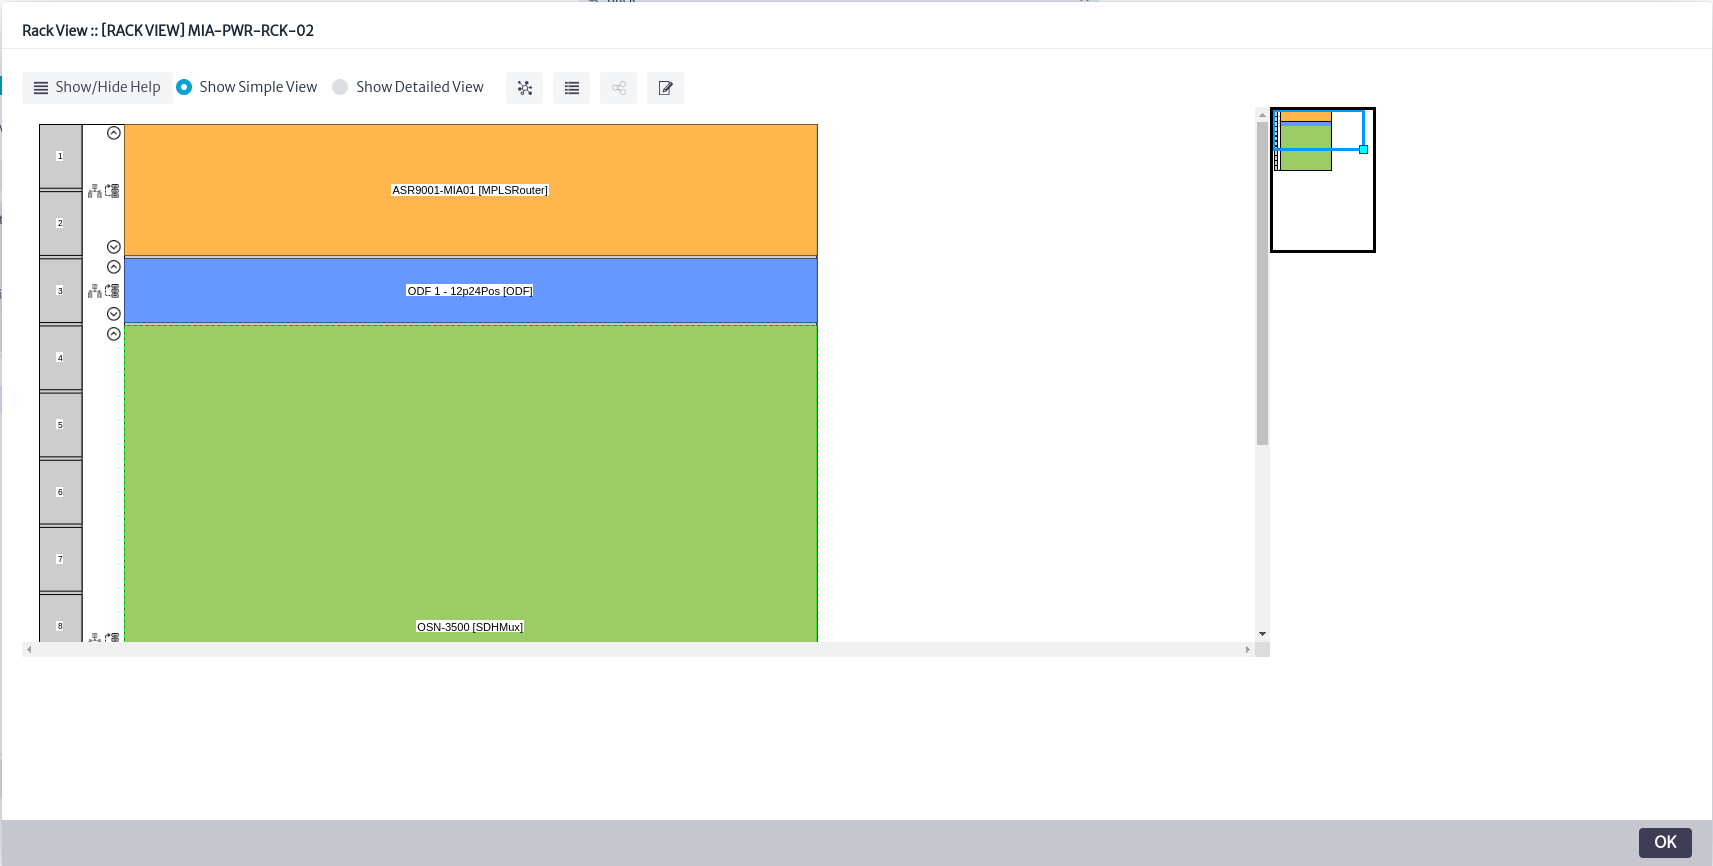 Rack View :: [RACK VIEW] MIA-PWR-RCK-02
Show/Hide Help
Show Simple View
Show Detailed View
1
ASR9001-MIA01 [MPLSRouter]
2
3
ODF 1 - 12p24Pos [ODF]
4
5
6
7
8
OSN-3500 [SDHMux]
OK